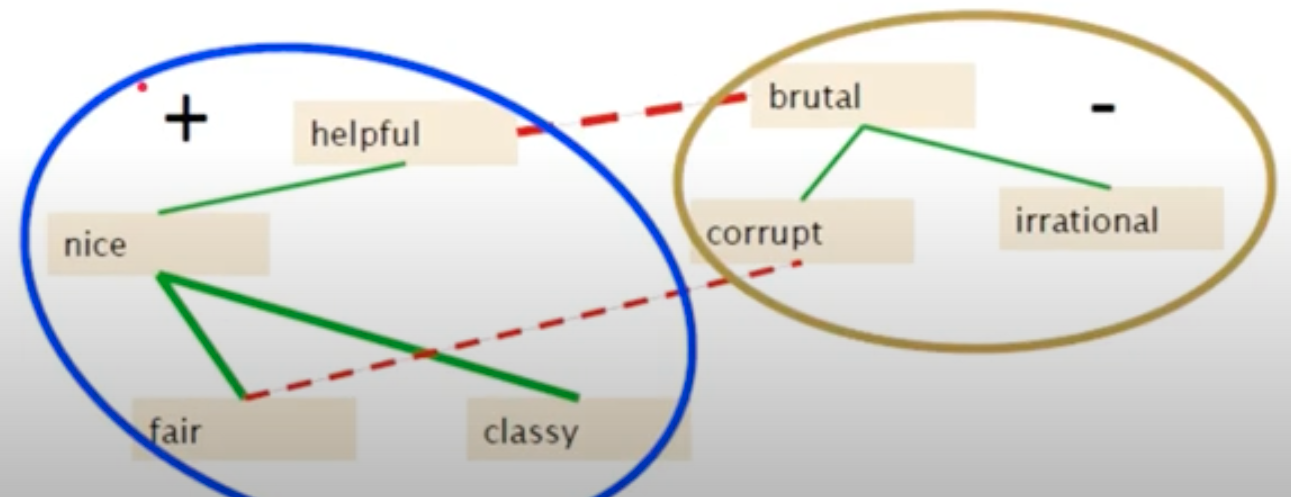 +
helpful
brutal
-
nice
corrupt
irrational
fair
classy